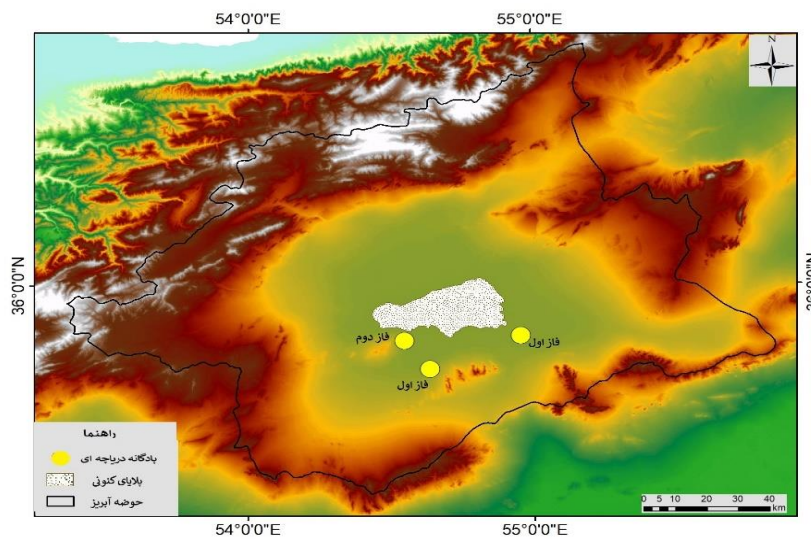 54°0'0"E
55°0'0"E
N
36°0'0"N
36°0'0"N
فاز دوم
فاز اول
فاز اول
راهنما
پادگانه دریاچه ای
پلایای کنونی
حوضه آبریز
0 5 10 20 30 40
km
54°0'0"E
55°0'0"E